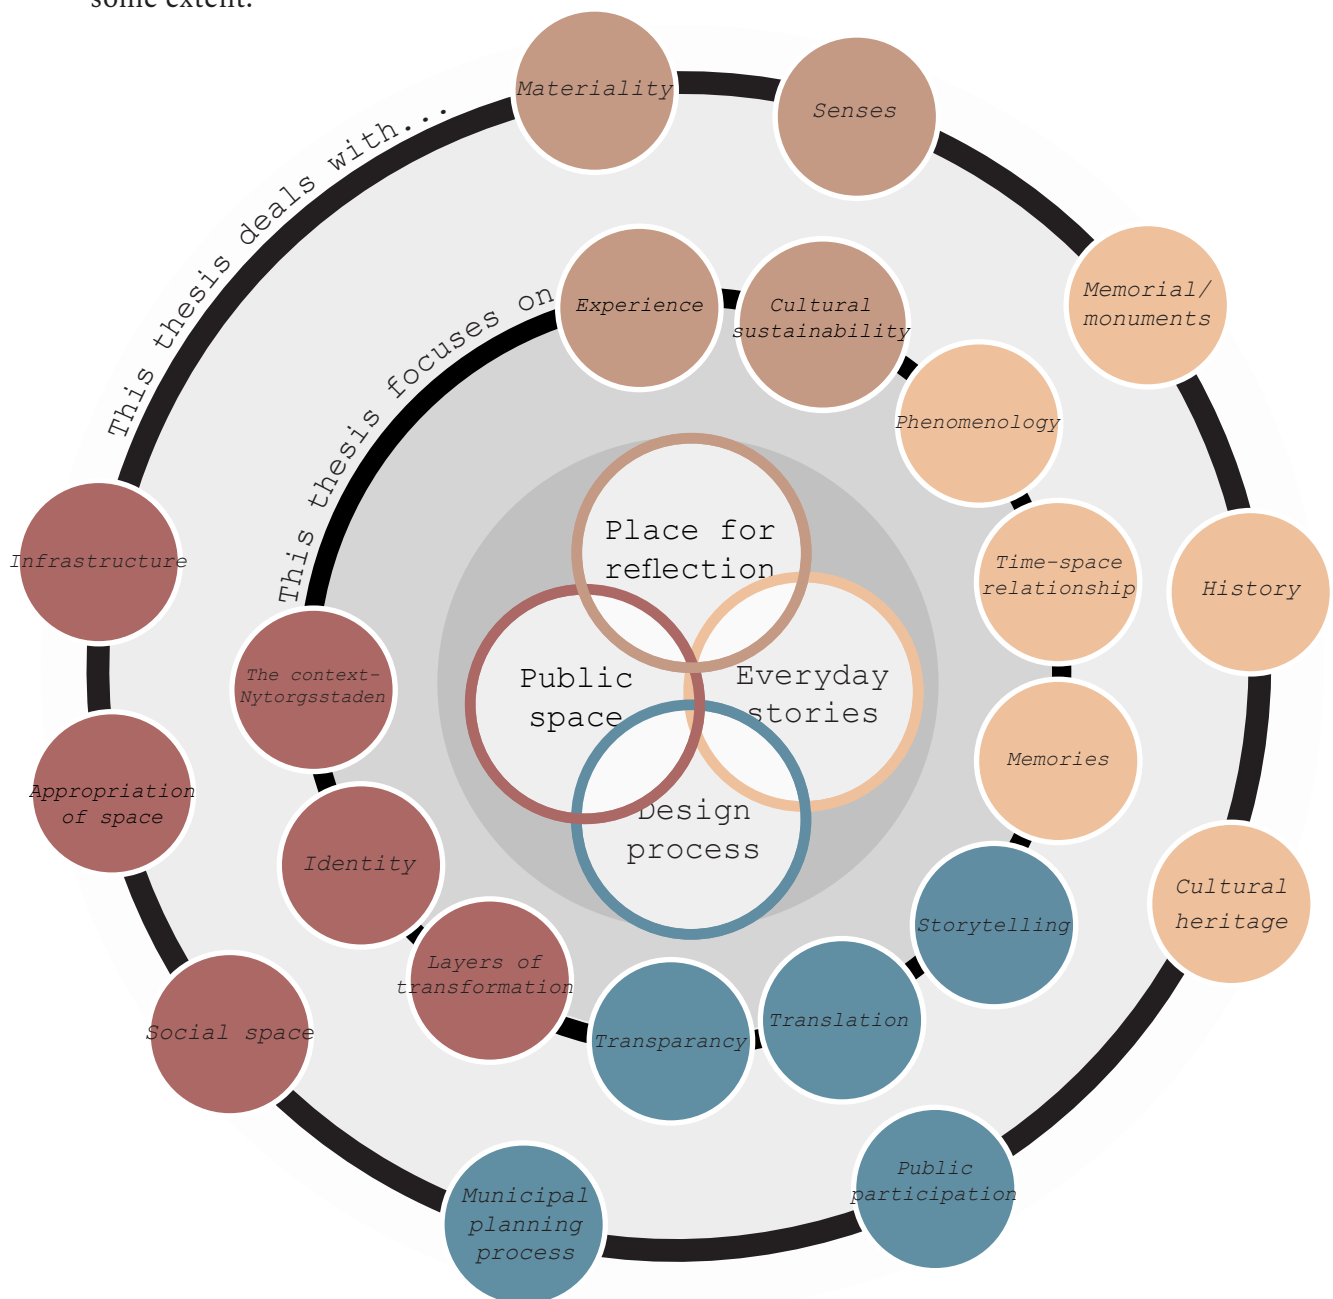 some extent.
This thesis deals with...
Materiality
Senses
Memorial/
monuments
History
Cultural
heritage
Public
participation
Municipal
planning
process
Social space
Appropriation
of space
Infrastructure
This thesis focuses on
Experience
Cultural
sustainability
Phenomenology
Time-space
relationship
Memories
Storytelling
Translation
Transparancy
Layers of
transformation
Identity
The context-
Nytorgsstaden
Place for
reflection
Public
space
Everyday
stories
Design
process